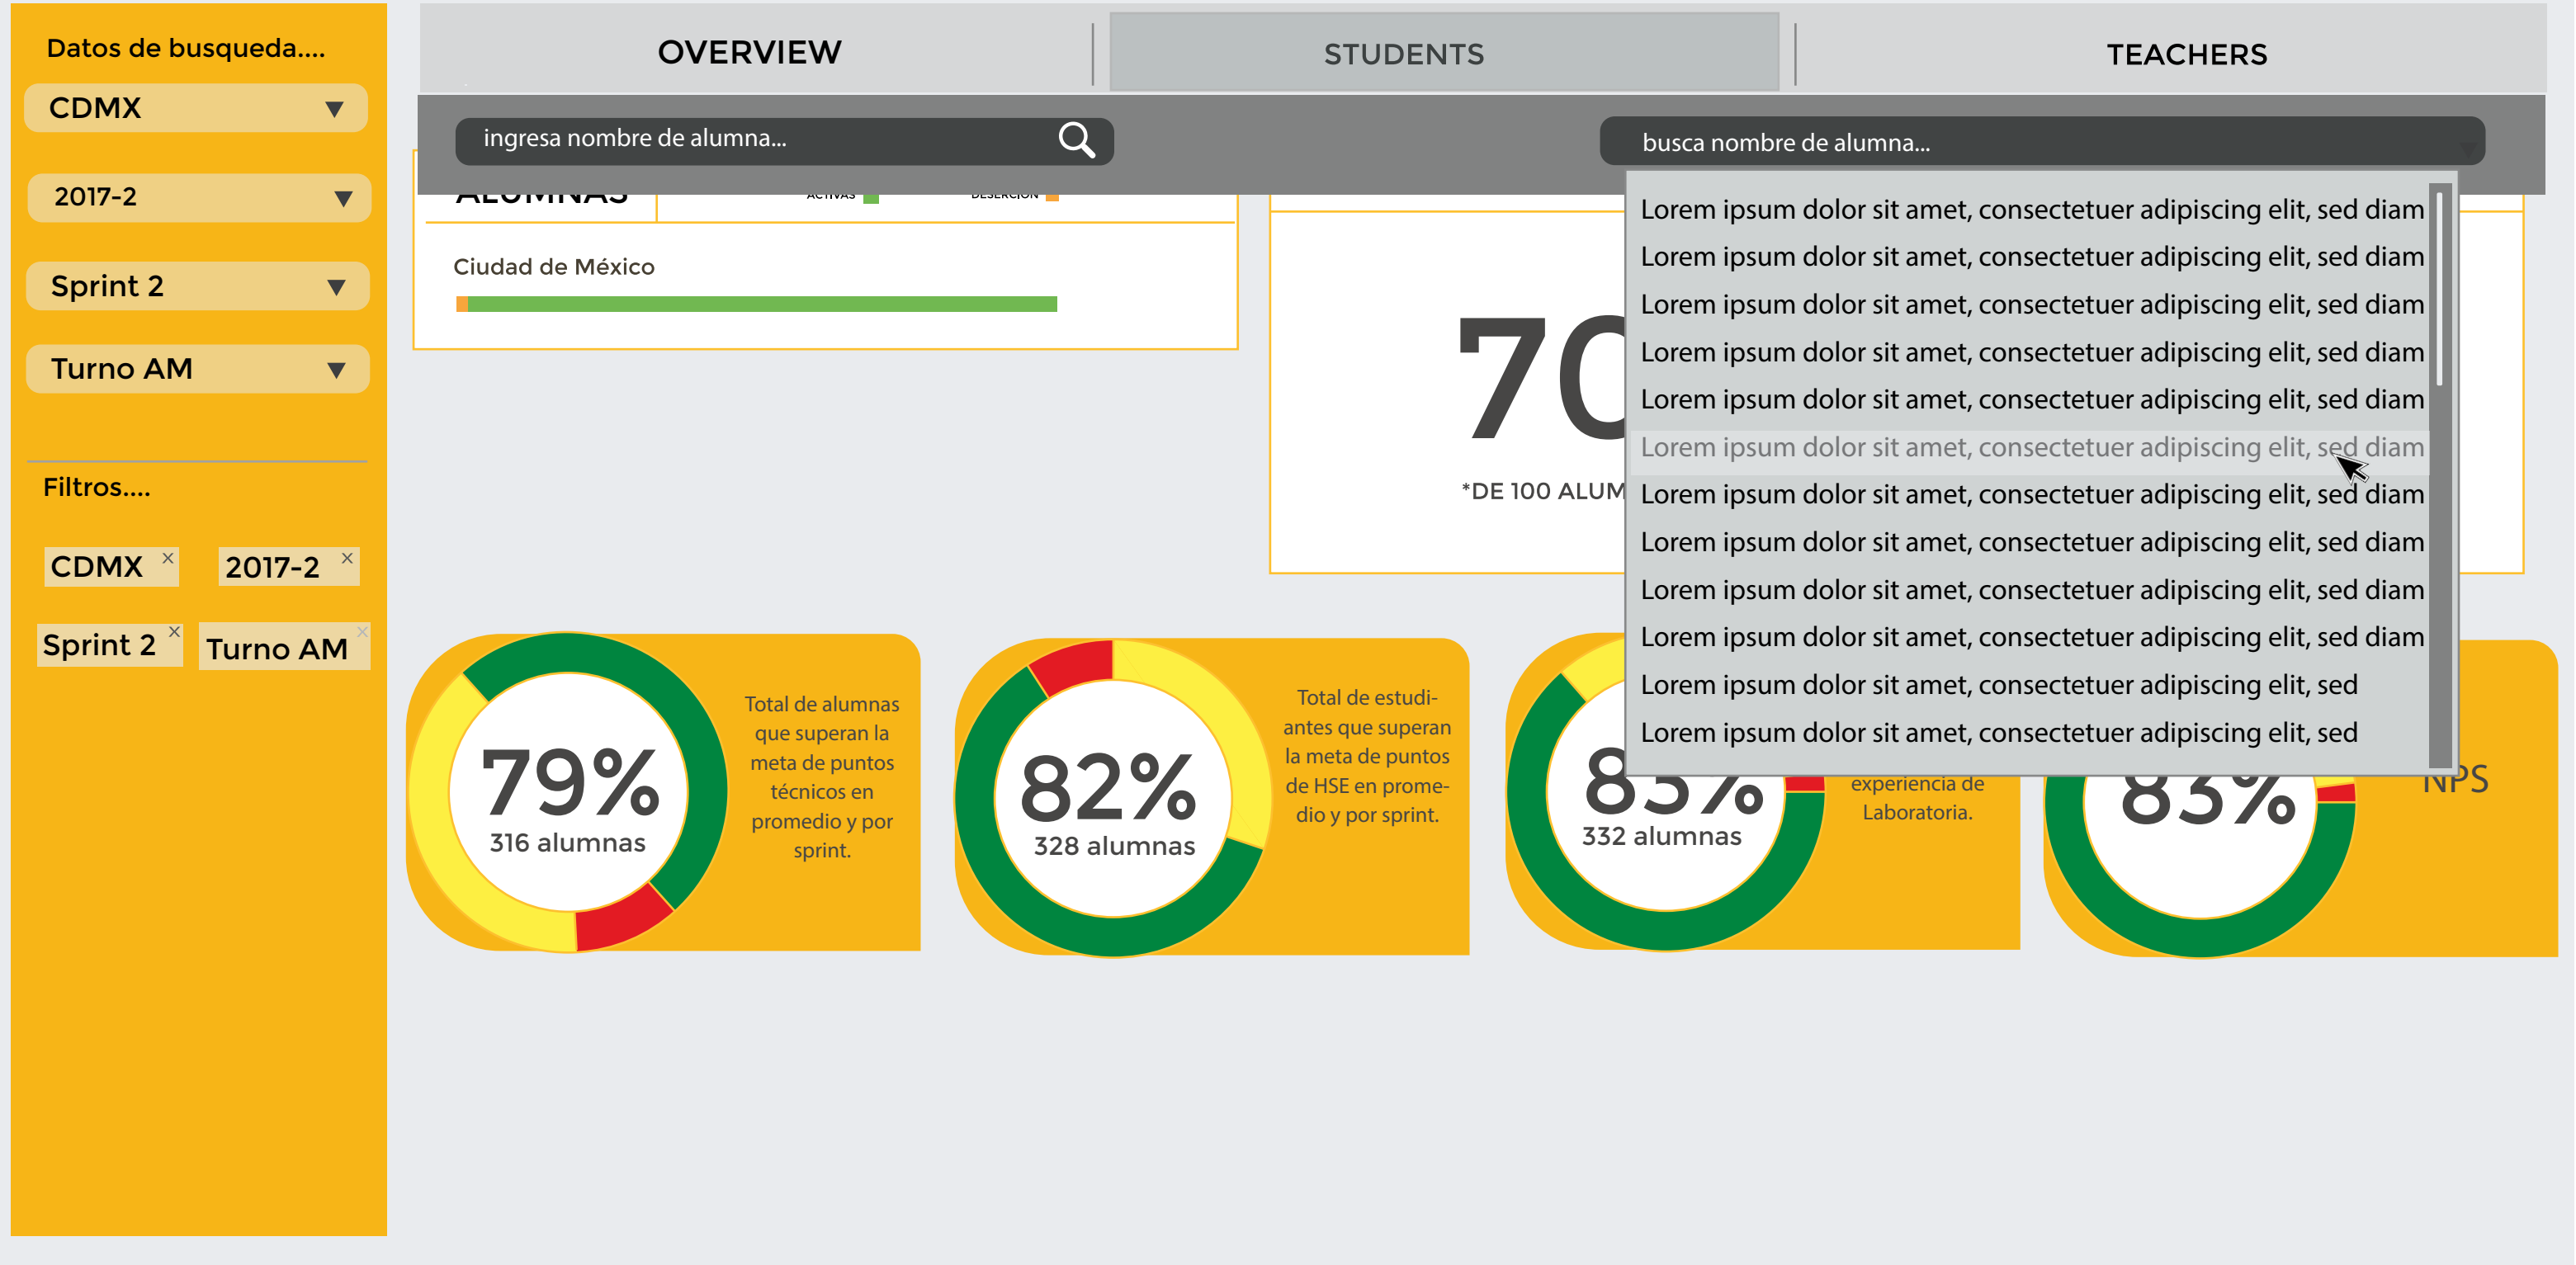 Datos de busqueda....
CDMX
2017-2
Sprint 2
Turno AM
Filtros....
CDMX x
2017-2 x
Sprint 2 x
Turno AM x
OVERVIEW
STUDENTS
TEACHERS
ingresa nombre de alumna...
busca nombre de alumna...
ALUMNAS
ACTIVAS
DESERCION
Ciudad de México
70
*DE 100 ALUM
Lorem ipsum dolor sit amet, consectetuer adipiscing elit, sed diam
Lorem ipsum dolor sit amet, consectetuer adipiscing elit, sed diam
Lorem ipsum dolor sit amet, consectetuer adipiscing elit, sed diam
Lorem ipsum dolor sit amet, consectetuer adipiscing elit, sed diam
Lorem ipsum dolor sit amet, consectetuer adipiscing elit, sed diam
Lorem ipsum dolor sit amet, consectetuer adipiscing elit, sed diam
Lorem ipsum dolor sit amet, consectetuer adipiscing elit, sed diam
Lorem ipsum dolor sit amet, consectetuer adipiscing elit, sed diam
Lorem ipsum dolor sit amet, consectetuer adipiscing elit, sed diam
Lorem ipsum dolor sit amet, consectetuer adipiscing elit, sed diam
Lorem ipsum dolor sit amet, consectetuer adipiscing elit, sed
Lorem ipsum dolor sit amet, consectetuer adipiscing elit, sed
79%
316 alumnas
Total de alumnas
que superan la
meta de puntos
técnicos en
promedio y por
sprint.
82%
328 alumnas
Total de estudi-
antes que superan
la meta de puntos
de HSE en prome-
dio y por sprint.
332 alumnas
experiencia de
Laboratoria.
83%
NPS